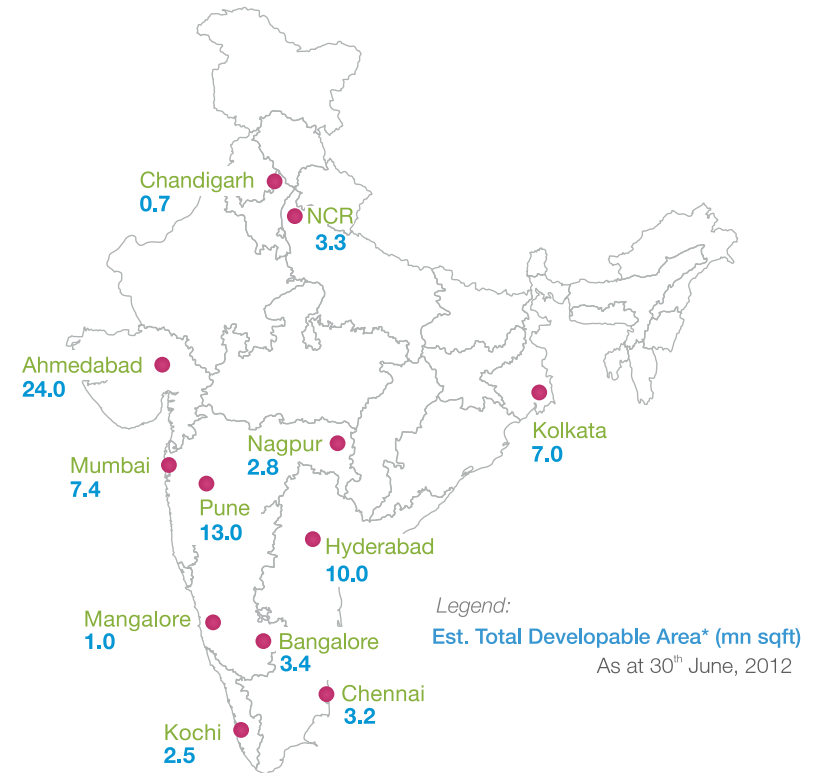 Chandigarh
0.7
NCR
3.3
Ahmedabad
24.0
Kolkata
7.0
Nagpur
2.8
Mumbai
7.4
Pune
13.0
Hyderabad
10.0
Mangalore
1.0
Bangalore
3.4
Legend:
Est. Total Developable Area* (mn sqft)
As at 30th June, 2012
Chennai
3.2
Kochi
2.5